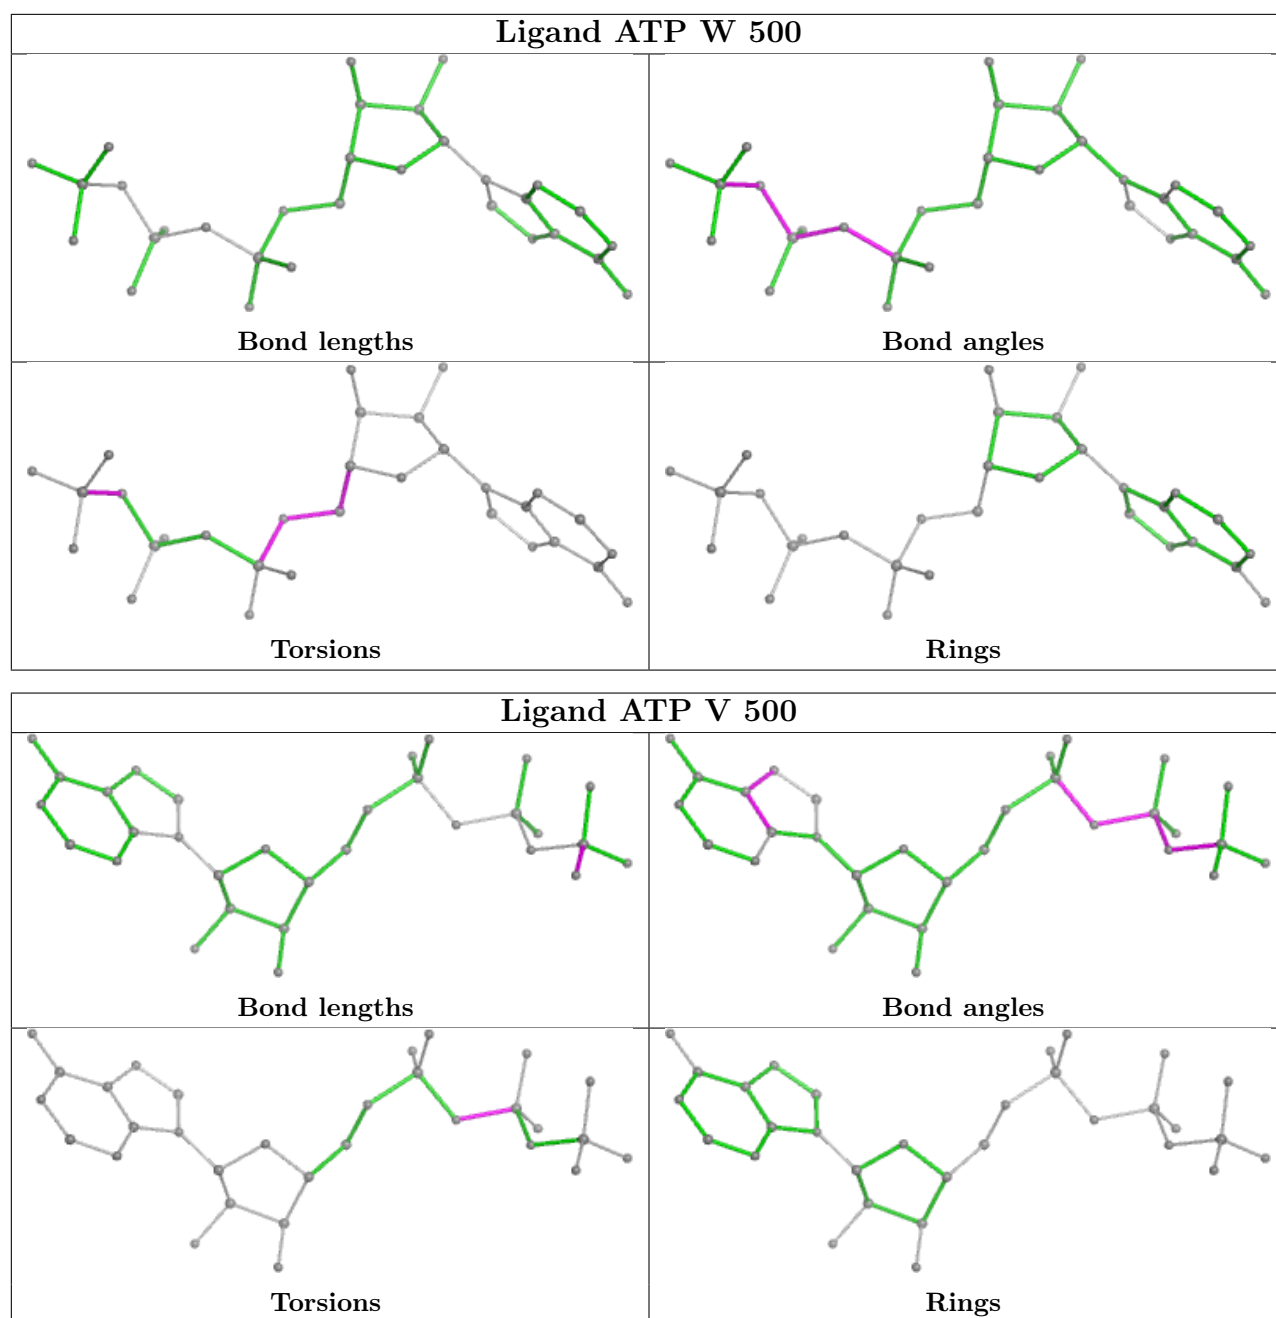 Ligand ATP W 500
Bond lengths
Bond angles
Torsions
Rings
Ligand ATP V 500
Bond lengths
Bond angles
Torsions
Rings